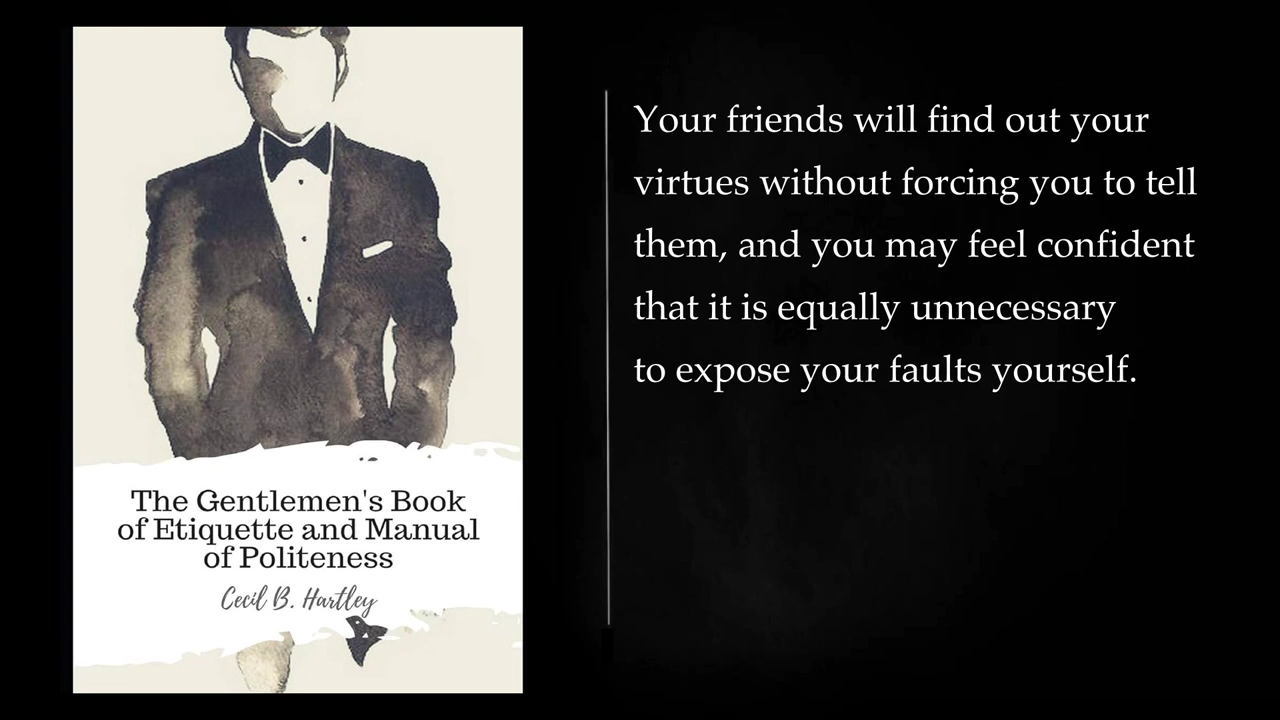 Your friends will find out your
virtues without forcing you to tell
them, and you may feel confident
that it is equally unnecessary
to expose your faults yourself.
The Gentlemen's Book
of Etiquette and Manual
of Politeness
Cecil B. Hartley